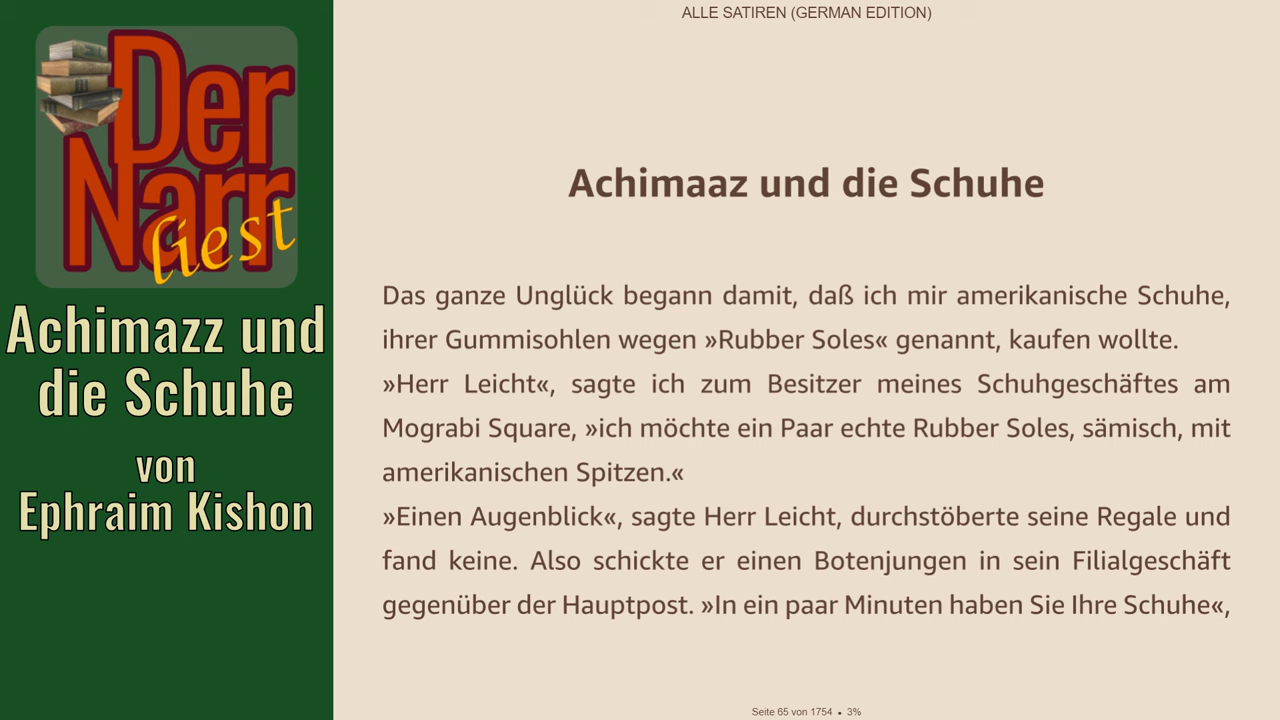 Der
Narr
liest
Achimazz und
die Schuhe
von
Ephraim Kishon
ALLE SATIREN (GERMAN EDITION)
Achimaaz und die Schuhe
Das ganze Unglück begann damit, daß ich mir amerikanische Schuhe,
ihrer Gummisohlen wegen »Rubber Soles« genannt, kaufen wollte.
»Herr Leicht«, sagte ich zum Besitzer meines Schuhgeschäftes am
Mograbi Square, »ich möchte ein Paar echte Rubber Soles, sämisch, mit
amerikanischen Spitzen.«
»Einen Augenblick«, sagte Herr Leicht, durchstöberte seine Regale und
fand keine. Also schickte er einen Botenjungen in sein Filialgeschäft
gegenüber der Hauptpost. »In ein paar Minuten haben Sie Ihre Schuhe«,
Seite 65 von 1754 • 3%